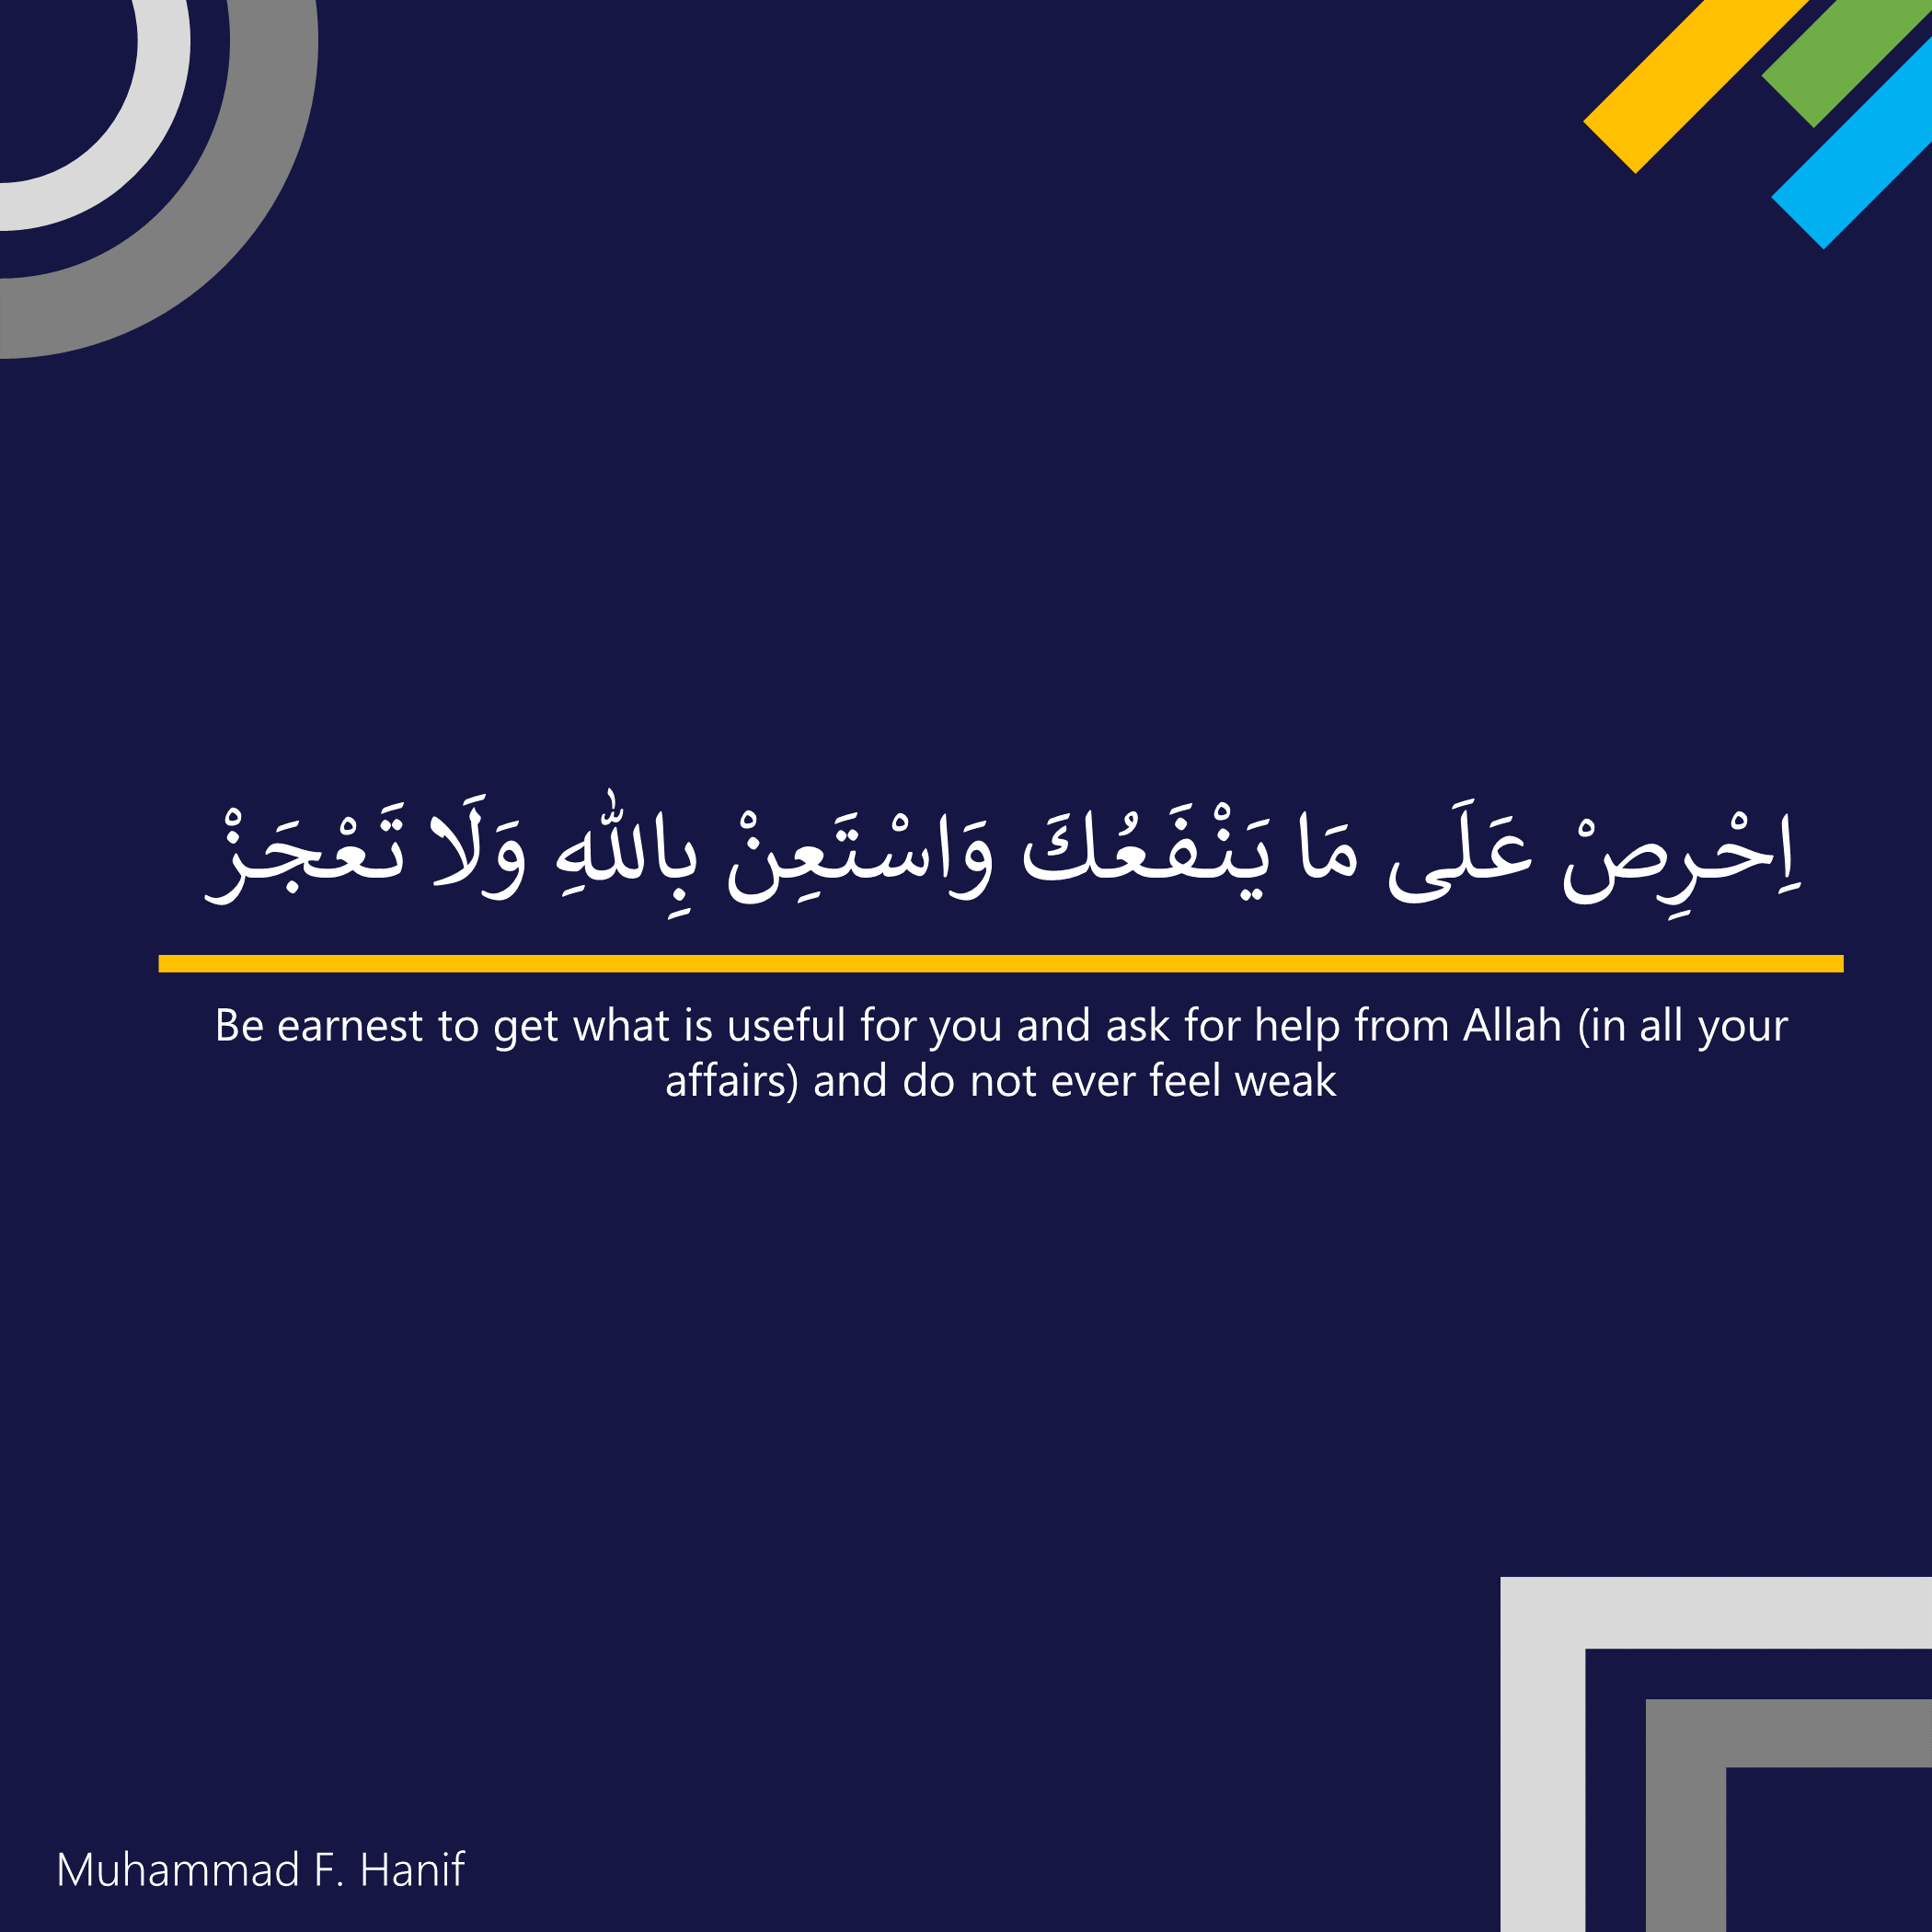 اِحْرِصْ عَلَى مَا يَنْفَعُكَ وَاسْتَعِنْ بِاللّٰهِ وَلَا تَعْجَزْ
Be earnest to get what is useful for you and ask for help from Allah (in all your
affairs) and do not ever feel weak
Muhammad F. Hanif